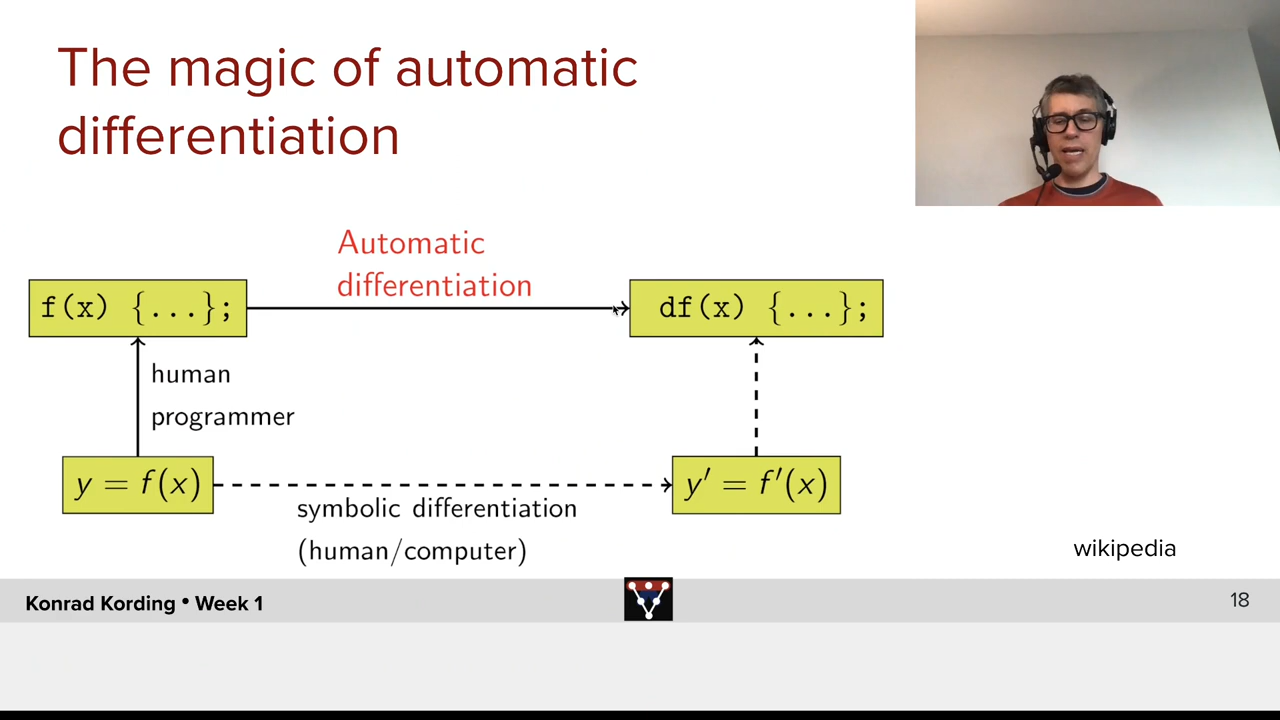 The magic of automatic
differentiation
Automatic
differentiation
f(x) {...};
df(x) {...};
human
programmer
y = f(x)
y′ = f′(x)
symbolic differentiation
(human/computer)
wikipedia
Konrad Kording • Week 1
18